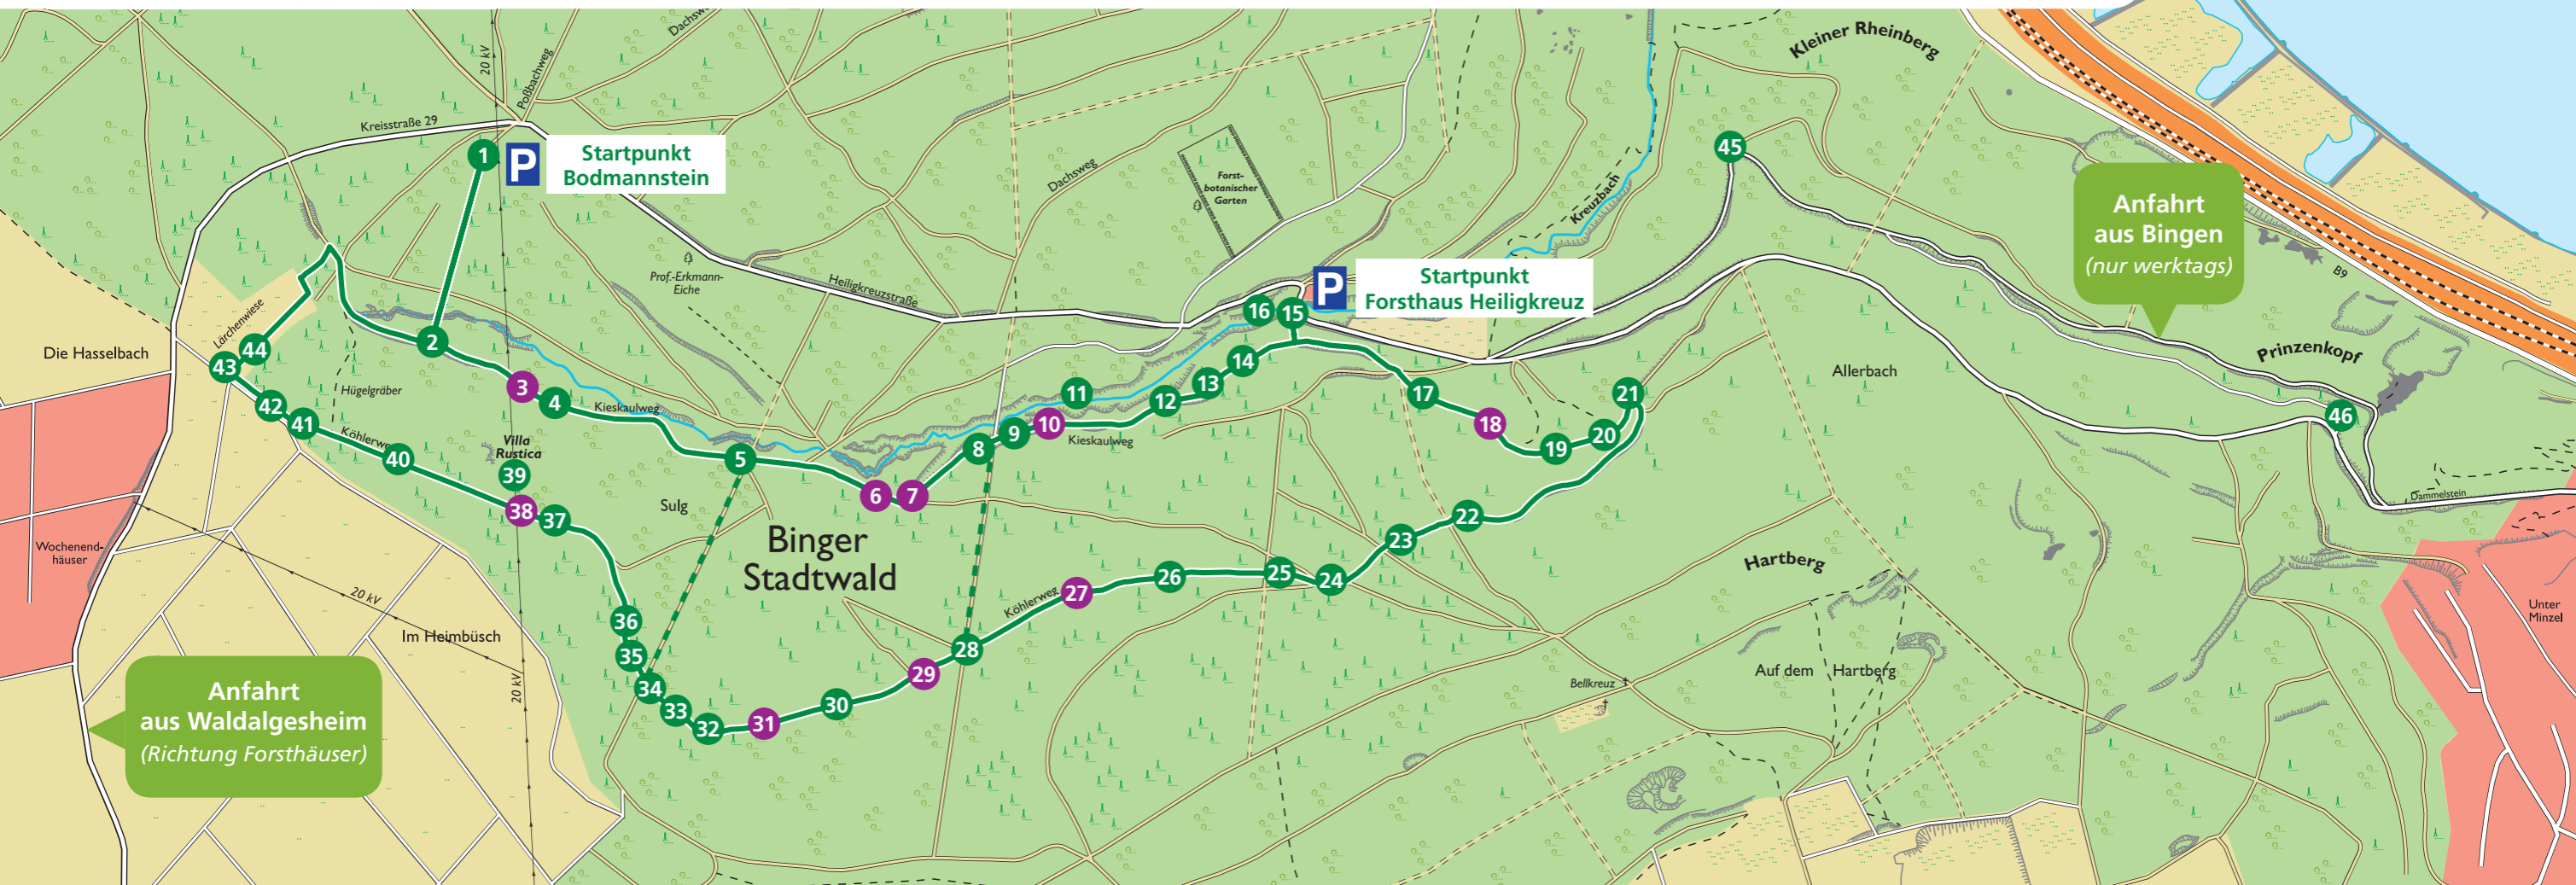 Dachsw
Kleiner Rheinberg
20 kV
Poßbachweg
Kreisstraße 29
1
P
Startpunkt
Bodmannstein
45
Dachsweg
Forst-
botanischer
Garten
Kreuzbach
Anfahrt
aus Bingen
(nur werktags)
B9
Prof.-Erkmann-
Eiche
Heiligkreuzstraße
P
Startpunkt
Forsthaus Heiligkreuz
16
15
Lärchenwiese
Die Hasselbach
44
43
2
Hügelgräber
3
4
Kieskaulweg
42
41
Köhlerwe
40
Villa
Rustica
39
38
37
5
Sulg
6
7
8
9
10
11
Kieskaulweg
12
13
14
17
18
19
20
21
Allerbach
Prinzenkopf
46
Dammelstein
22
23
Binger
Stadtwald
Wochenend-
häuser
20 kV
Hartberg
24
25
26
27
Köhlerweg
28
29
30
31
32
33
34
35
36
Im Heimbüsch
20 kV
Unter
Minzel
Auf dem Hartberg
Bellkreuz
Anfahrt
aus Waldalgesheim
(Richtung Forsthäuser)